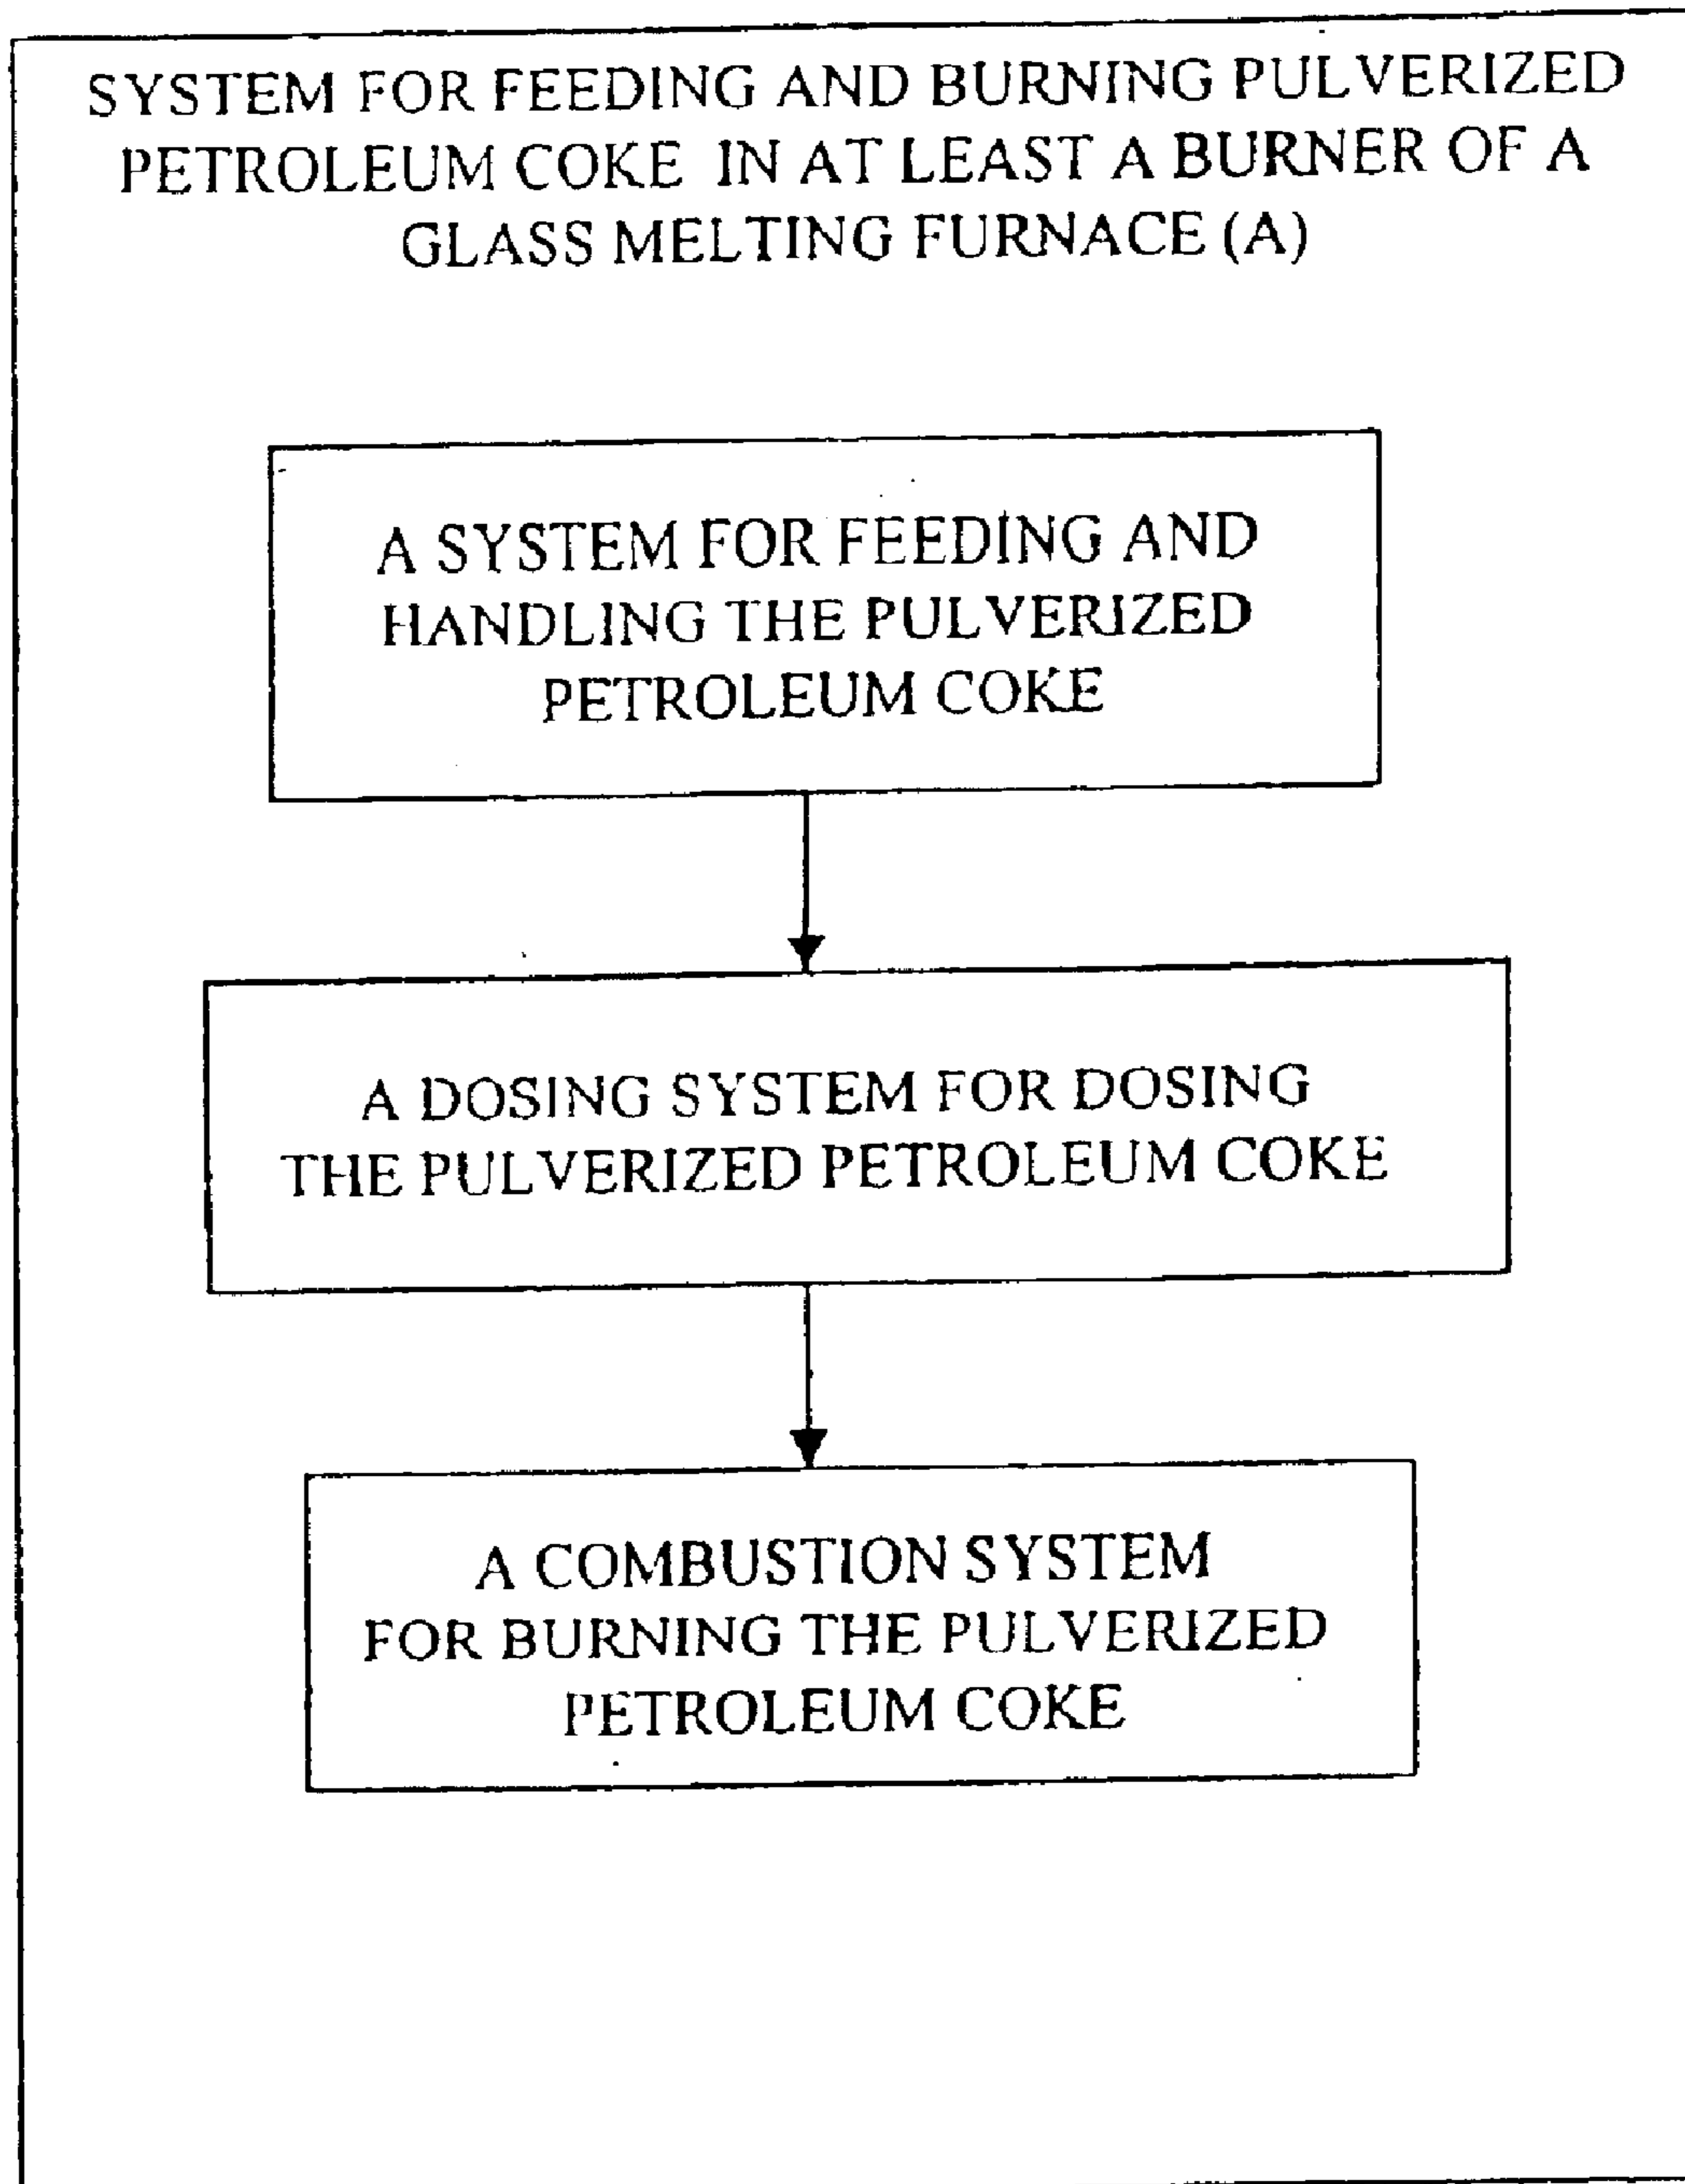 SYSTEM FOR FEEDING AND BURNING PULVERIZED
PETROLEUM COKE IN AT LEAST A BURNER OF A
GLASS MELTING FURNACE (A)
A SYSTEM FOR FEEDING AND
HANDLING THE PULVERIZED
PETROLEUM COKE
A DOSING SYSTEM FOR DOSING
THE PULVERIZED PETROLEUM COKE
A COMBUSTION SYSTEM
FOR BURNING THE PULVERIZED
PETROLEUM COKE